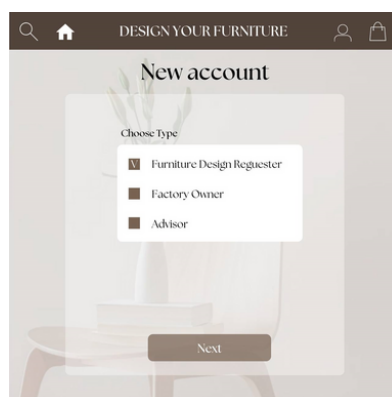 DESIGN YOUR FURNITURE
New account
Choose Type
V Furniture Design Reguester
Factory Owner
Advisor
Next